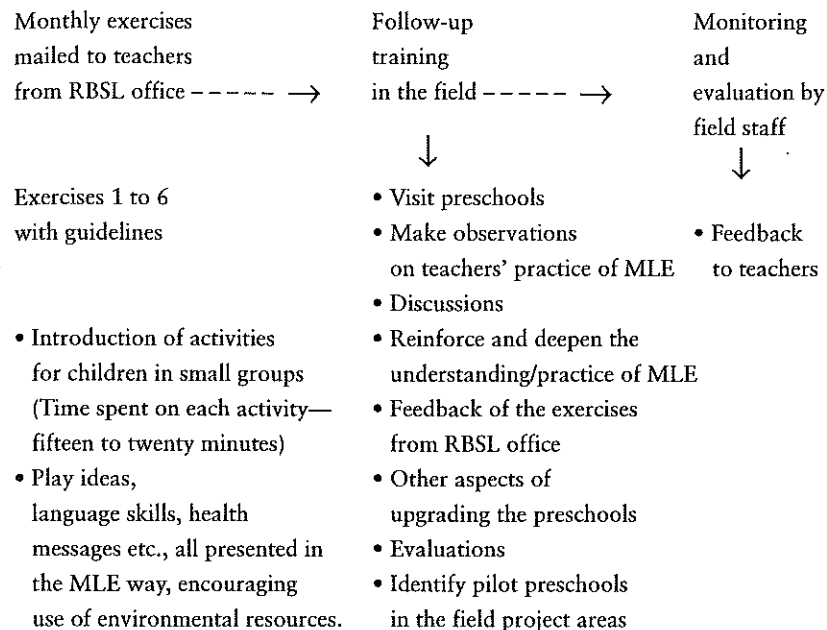 Monthly exercises
mailed to teachers
from RBSL office ----- →
Exercises 1 to 6
with guidelines
• Introduction of activities
for children in small groups
(Time spent on each activity—
fifteen to twenty minutes)
• Play ideas,
language skills, health
messages etc., all presented in
the MLE way, encouraging
use of environmental resources.
Follow-up
training
in the field ----- →
↓
• Visit preschools
• Make observations
on teachers' practice of MLE
• Discussions
• Reinforce and deepen the
understanding/practice of MLE
• Feedback of the exercises
from RBSL office
• Other aspects of
upgrading the preschools
• Evaluations
• Identify pilot preschools
in the field project areas
Monitoring
and
evaluation by
field staff
↓
• Feedback
to teachers